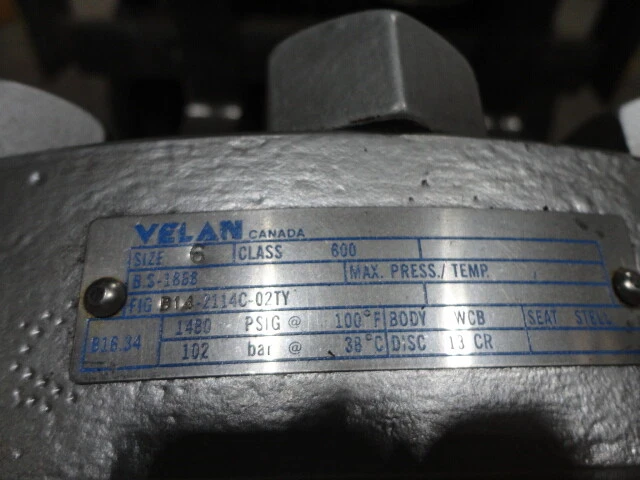 VELAN CANADA
SIZE 6 CLASS 600
B.S-1868 MAX. PRESS./ TEMP.
FIG B14-2114C-02TY
B16.34 1480 PSIG @ 100°F BODY WCB SEAT STELL
102 bar @ 38°C DISC 13 CR